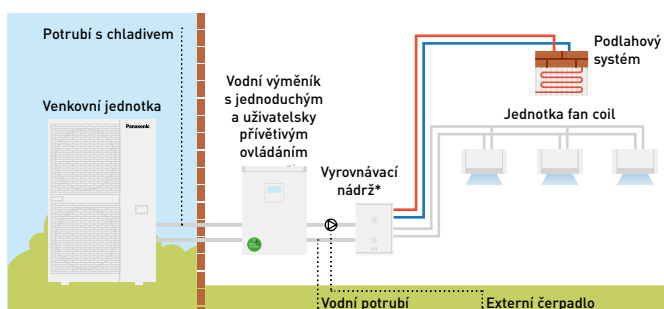 Potrubí s chladivem
Venkovní jednotka
Panasonic
Vodní výměník
s jednoduchým
a uživatelsky
přívětivým
ovládáním
Vyrovnávací
nádrž*
Podlahový
systém
Jednotka fan coil
Vodní potrubí
Externí čerpadlo